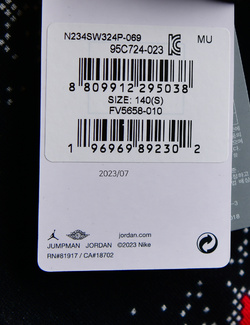 N234SW324P-069
95C724-023 MU
8 809912 295038
SIZE: 140(S)
FV5658-010
1 96969 89230 2
2023/07
jordan.com
JUMPMAN JORDAN ©2023 Nike
RN#81917 / CA#18702